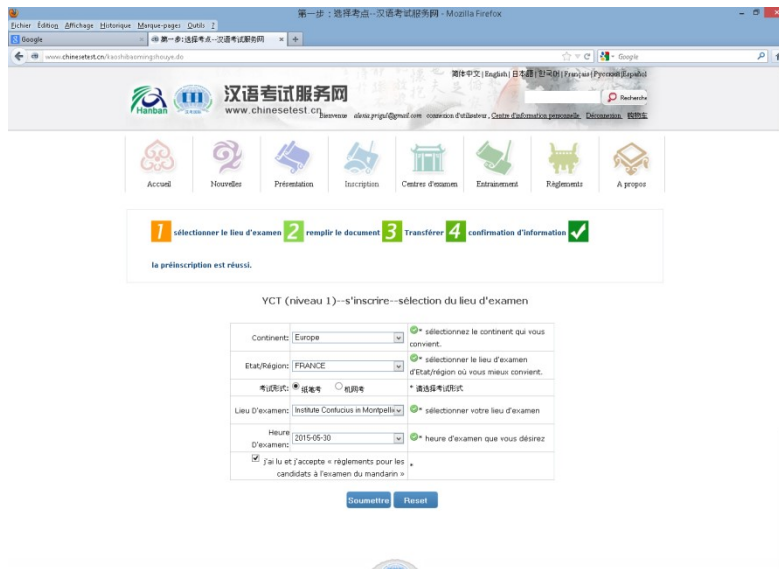 第一步：选择考点--汉语考试服务网 - Mozilla Firefox
Fichier Édition Affichage Historique Marque-pages Outils ?
Google
第一步:选择考点--汉语考试服务网
www.chinesetest.cn/kaoshibaomingshouye.do
Google
简体中文|English|日本語|한국어|Français|Русский|Español
Hanban
汉语考试服务网
www.chinesetest.cn
Recherche
Bienvenue alexia.prigul@gmail.com connexion d'utilisateur , Centre d'information personnelle Déconnexion 购物车
Accueil Nouvelles Présentation Inscription Centres d'examen Entrainement Règlements A propos
1 sélectionner le lieu d'examen 2 remplir le document 3 Transférer 4 confirmation d'information
la préinscription est réussi.
YCT (niveau 1)--s'inscrire--sélection du lieu d'examen
Continent: Europe * sélectionnez le continent qui vous
convient.
Etat/Région: FRANCE * sélectionner le lieu d'examen
d'Etat/région où vous mieux convient.
考试形式: 纸笔考 机网考 * 请选择考试形式
Lieu D'examen: Institute Confucius in Montpellie * sélectionner votre lieu d'examen
Heure
D'examen: 2015-05-30 * heure d'examen que vous désirez
j'ai lu et j'accepte « règlements pour les
candidats à l'examen du mandarin » *
Soumettre Reset